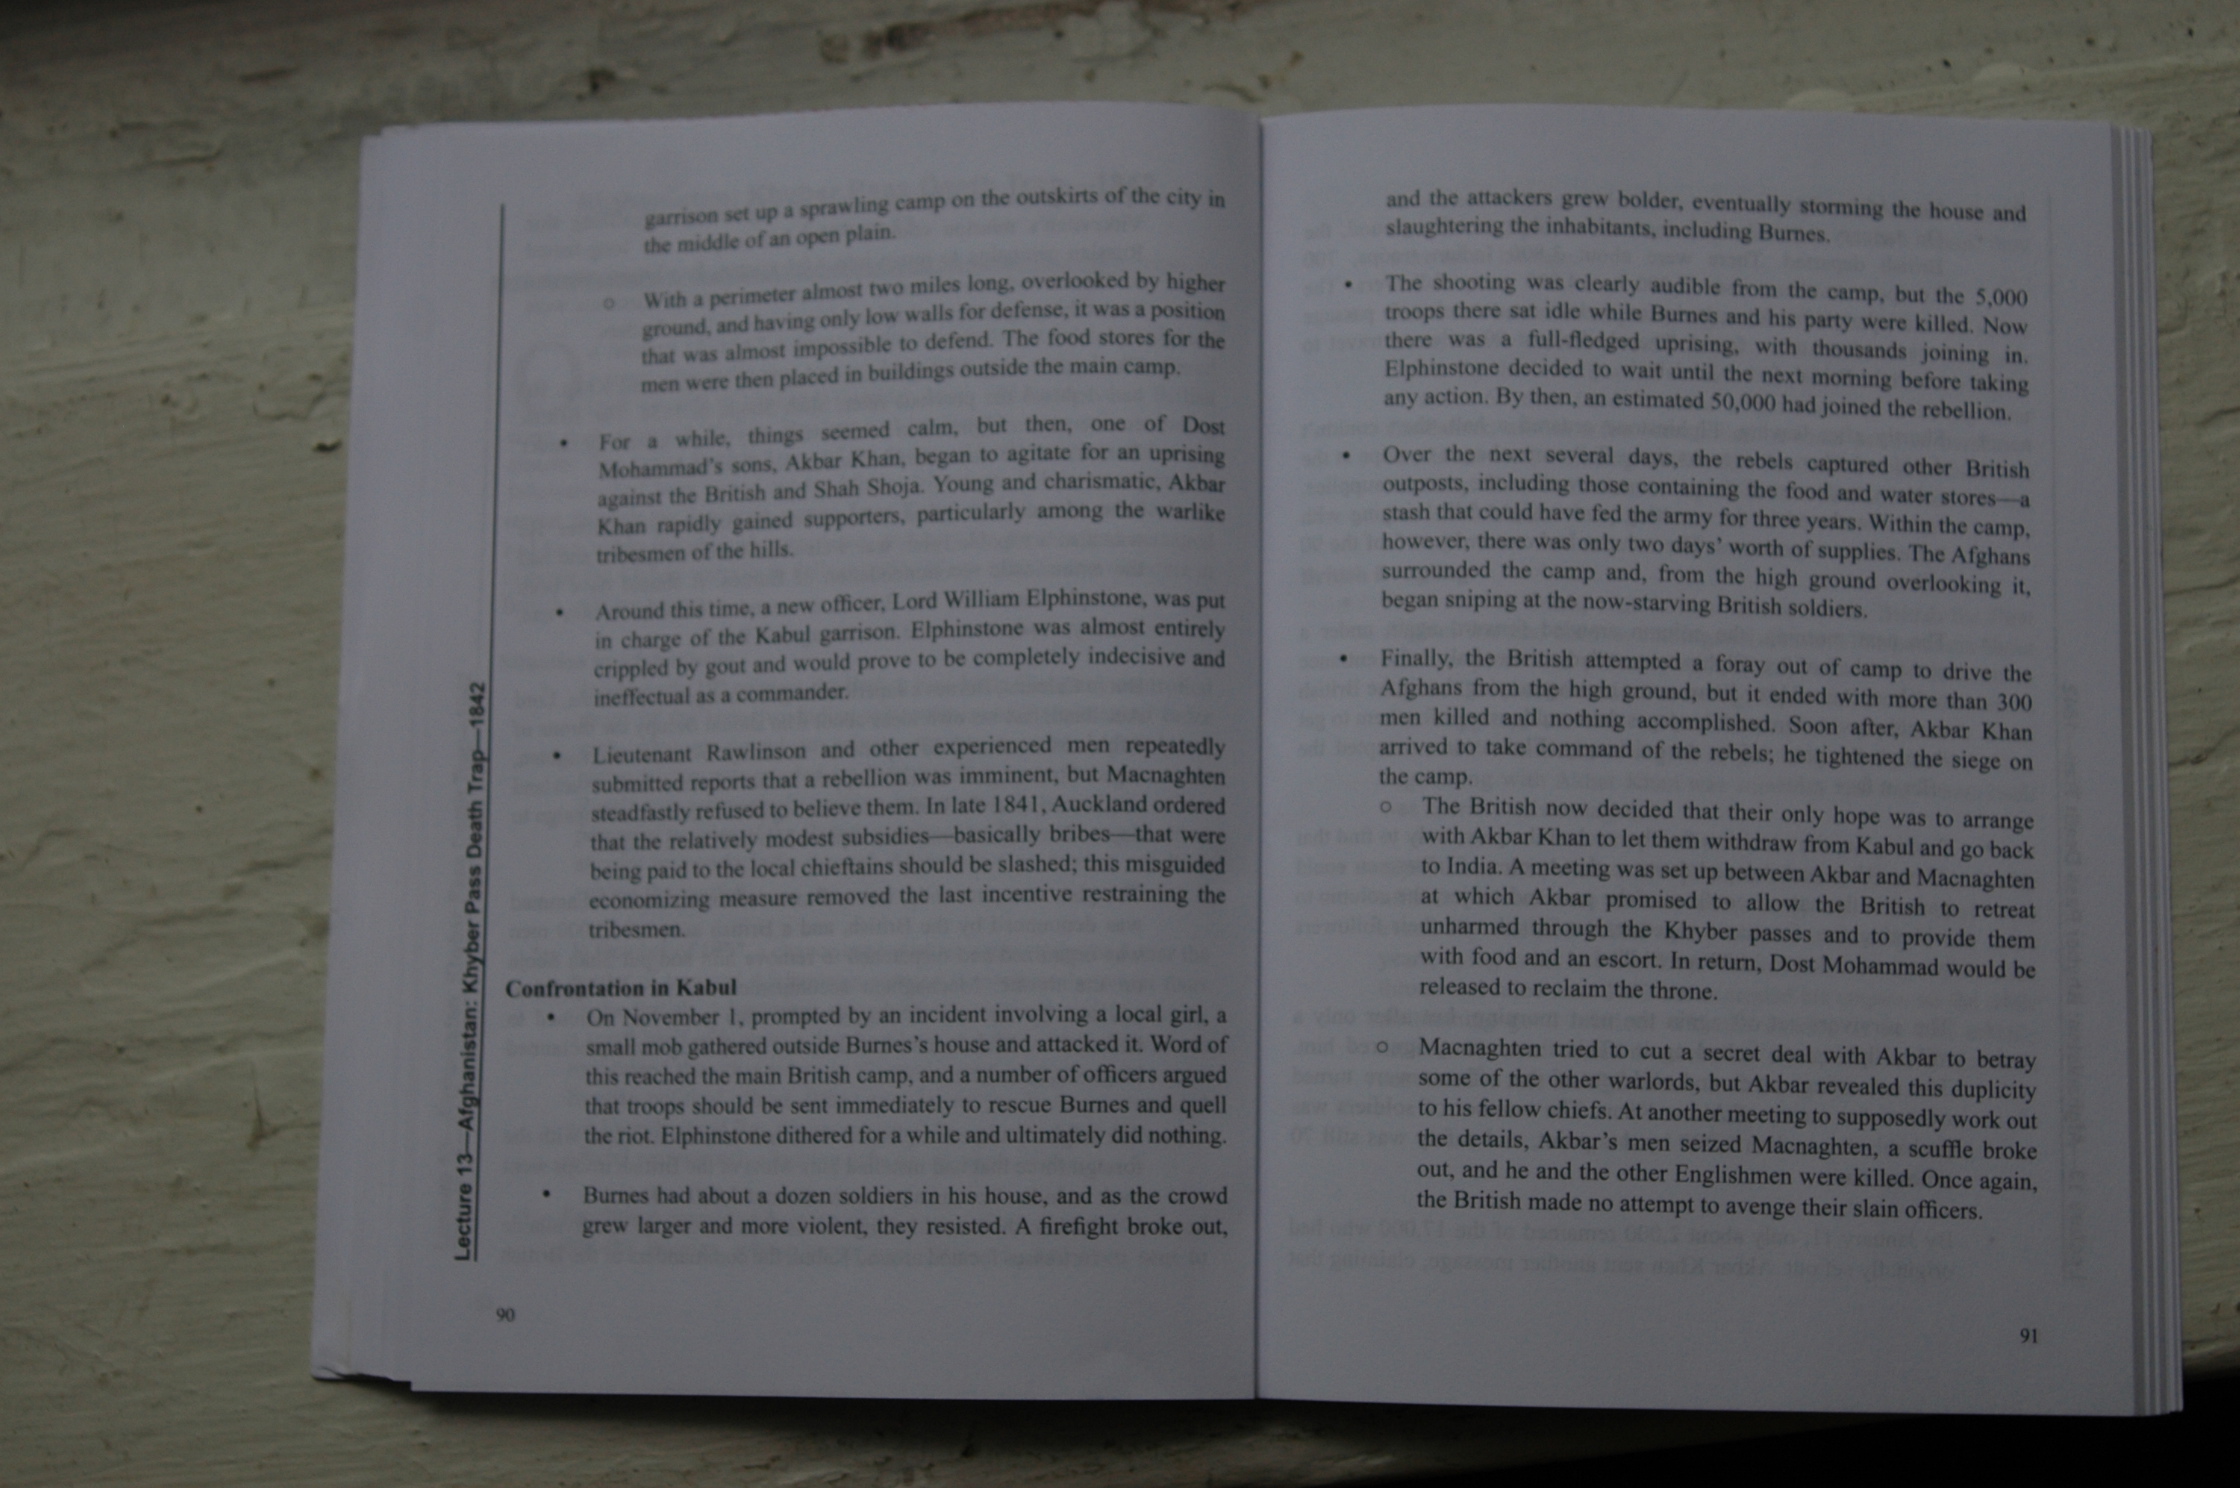 garrison set up a sprawling camp on the outskirts of the city in
the middle of an open plain.
○ With a perimeter almost two miles long, overlooked by higher
ground, and having only low walls for defense, it was a position
that was almost impossible to defend. The food stores for the
men were then placed in buildings outside the main camp.
• For a while, things seemed calm, but then, one of Dost
Mohammad's sons, Akbar Khan, began to agitate for an uprising
against the British and Shah Shoja. Young and charismatic, Akbar
Khan rapidly gained supporters, particularly among the warlike
tribesmen of the hills.
• Around this time, a new officer, Lord William Elphinstone, was put
in charge of the Kabul garrison. Elphinstone was almost entirely
crippled by gout and would prove to be completely indecisive and
ineffectual as a commander.
• Lieutenant Rawlinson and other experienced men repeatedly
submitted reports that a rebellion was imminent, but Macnaghten
steadfastly refused to believe them. In late 1841, Auckland ordered
that the relatively modest subsidies—basically bribes—that were
being paid to the local chieftains should be slashed; this misguided
economizing measure removed the last incentive restraining the
tribesmen.
Confrontation in Kabul
• On November 1, prompted by an incident involving a local girl, a
small mob gathered outside Burnes's house and attacked it. Word of
this reached the main British camp, and a number of officers argued
that troops should be sent immediately to rescue Burnes and quell
the riot. Elphinstone dithered for a while and ultimately did nothing.
• Burnes had about a dozen soldiers in his house, and as the crowd
grew larger and more violent, they resisted. A firefight broke out,
Lecture 13—Afghanistan: Khyber Pass Death Trap—1842
90
and the attackers grew bolder, eventually storming the house and
slaughtering the inhabitants, including Burnes.
• The shooting was clearly audible from the camp, but the 5,000
troops there sat idle while Burnes and his party were killed. Now
there was a full-fledged uprising, with thousands joining in.
Elphinstone decided to wait until the next morning before taking
any action. By then, an estimated 50,000 had joined the rebellion.
• Over the next several days, the rebels captured other British
outposts, including those containing the food and water stores—a
stash that could have fed the army for three years. Within the camp,
however, there was only two days' worth of supplies. The Afghans
surrounded the camp and, from the high ground overlooking it,
began sniping at the now-starving British soldiers.
• Finally, the British attempted a foray out of camp to drive the
Afghans from the high ground, but it ended with more than 300
men killed and nothing accomplished. Soon after, Akbar Khan
arrived to take command of the rebels; he tightened the siege on
the camp.
○ The British now decided that their only hope was to arrange
with Akbar Khan to let them withdraw from Kabul and go back
to India. A meeting was set up between Akbar and Macnaghten
at which Akbar promised to allow the British to retreat
unharmed through the Khyber passes and to provide them
with food and an escort. In return, Dost Mohammad would be
released to reclaim the throne.
○ Macnaghten tried to cut a secret deal with Akbar to betray
some of the other warlords, but Akbar revealed this duplicity
to his fellow chiefs. At another meeting to supposedly work out
the details, Akbar's men seized Macnaghten, a scuffle broke
out, and he and the other Englishmen were killed. Once again,
the British made no attempt to avenge their slain officers.
91